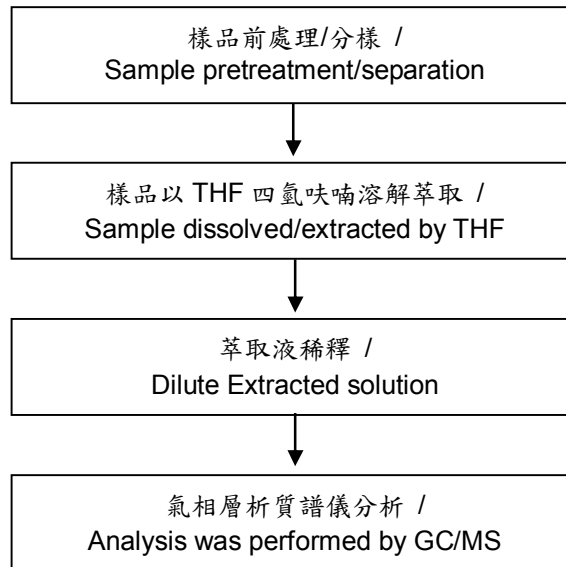 樣品前處理/分樣 /
Sample pretreatment/separation
樣品以 THF 四氫呋喃溶解萃取 /
Sample dissolved/extracted by THF
萃取液稀釋 /
Dilute Extracted solution
氣相層析質譜儀分析 /
Analysis was performed by GC/MS